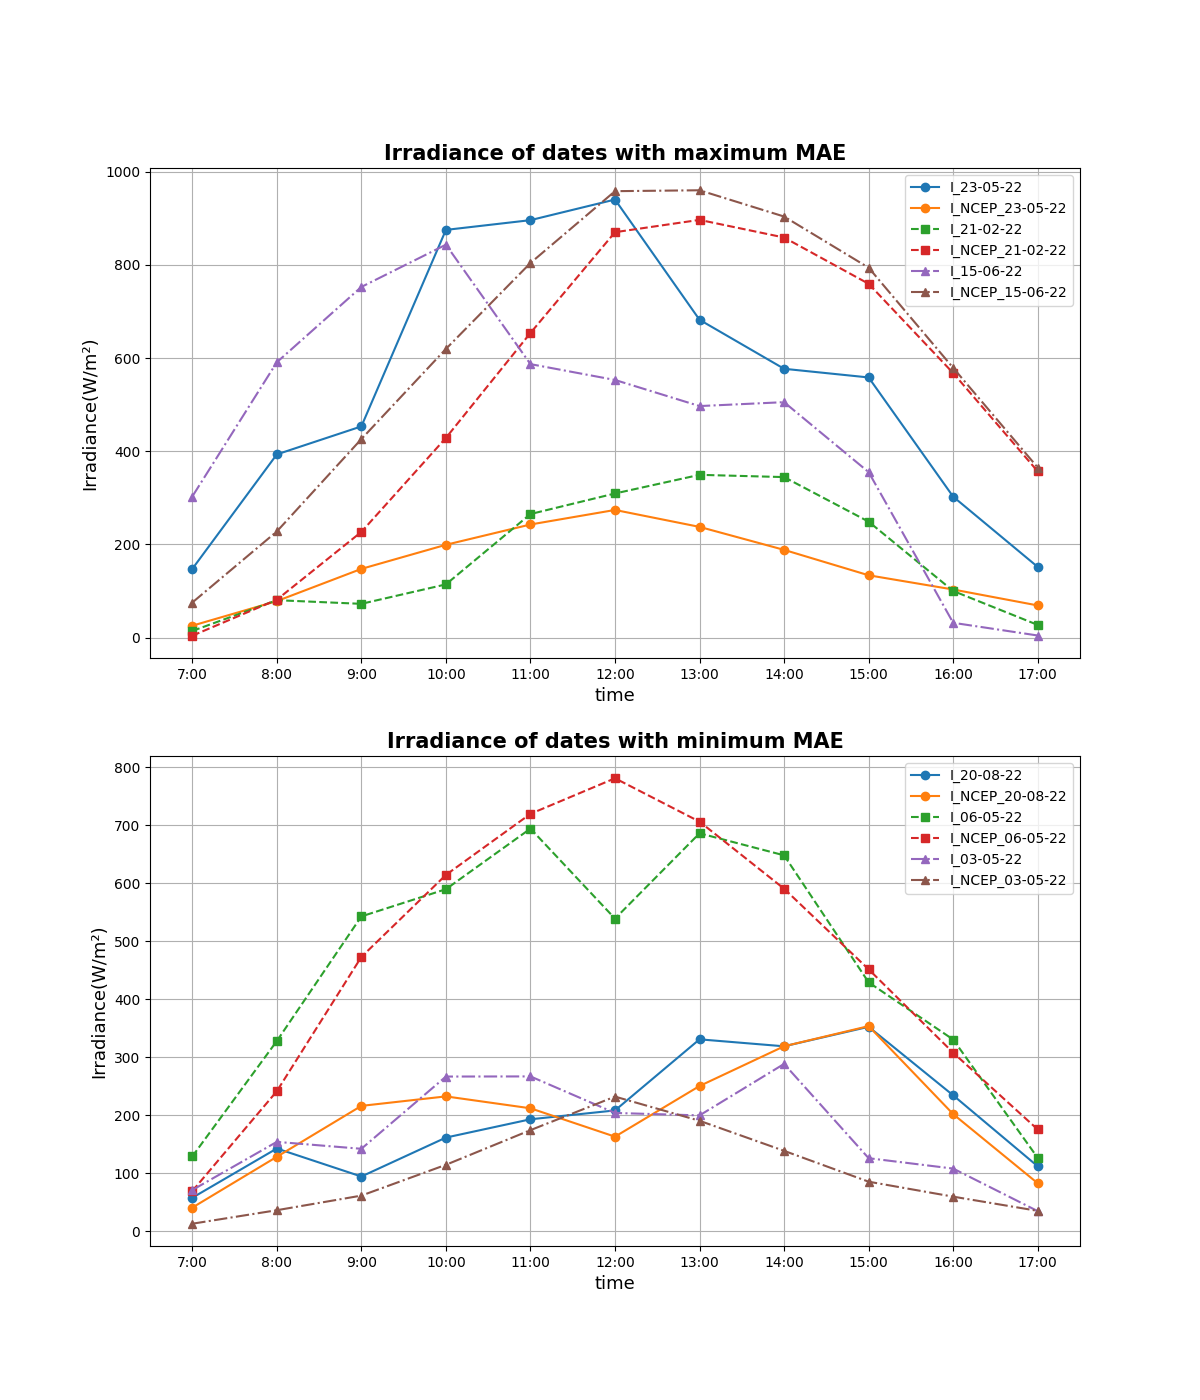 Irradiance of dates with maximum MAE
1000
800
600
400
200
0
Irradiance(W/m²)
I_23-05-22
I_NCEP_23-05-22
I_21-02-22
I_NCEP_21-02-22
I_15-06-22
I_NCEP_15-06-22
7:00 8:00 9:00 10:00 11:00 12:00 13:00 14:00 15:00 16:00 17:00
time
Irradiance of dates with minimum MAE
800
700
600
500
400
300
200
100
0
Irradiance(W/m²)
I_20-08-22
I_NCEP_20-08-22
I_06-05-22
I_NCEP_06-05-22
I_03-05-22
I_NCEP_03-05-22
7:00 8:00 9:00 10:00 11:00 12:00 13:00 14:00 15:00 16:00 17:00
time